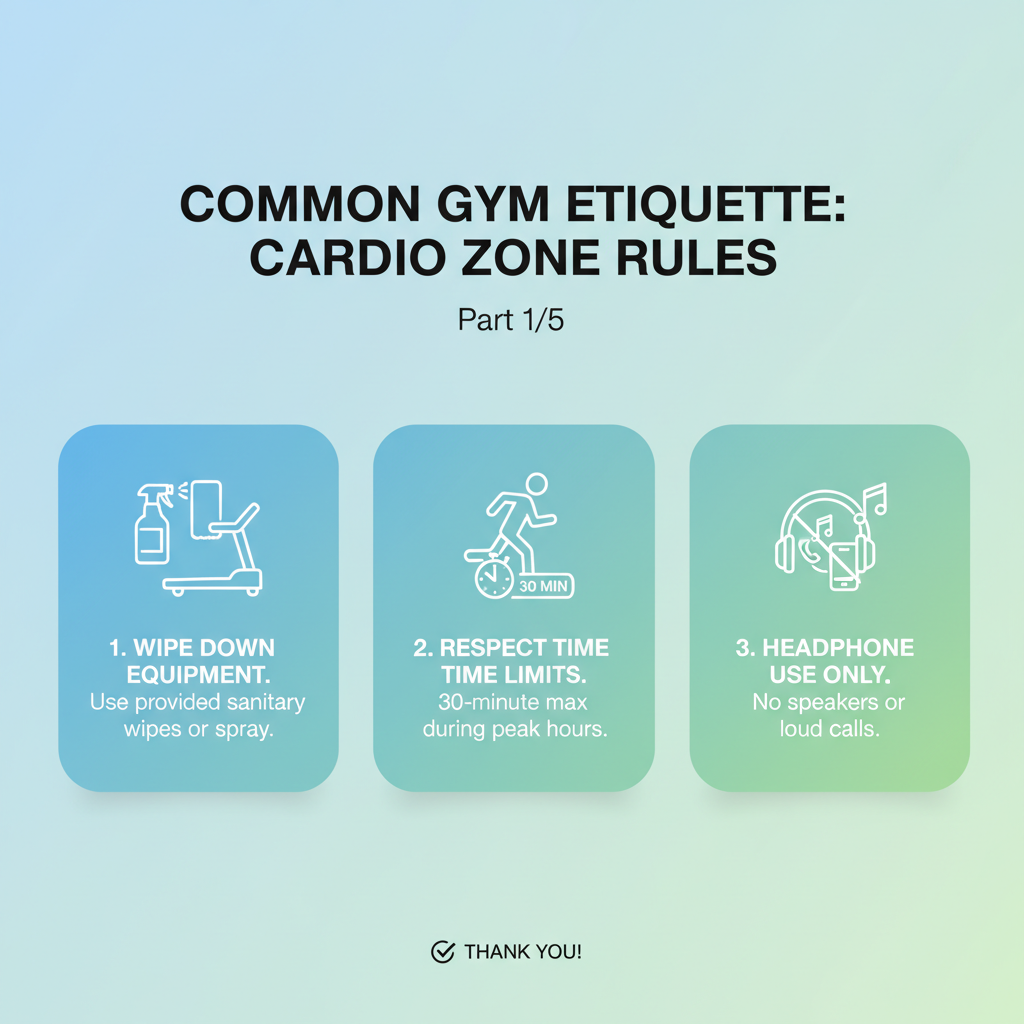 COMMON GYM ETIQUETTE:
CARDIO ZONE RULES
Part 1/5
30 MIN
1. WIPE DOWN
EQUIPMENT.
Use provided sanitary
wipes or spray.
2. RESPECT TIME
TIME LIMITS.
30-minute max
during peak hours.
3. HEADPHONE
USE ONLY.
No speakers or
loud calls.
THANK YOU!